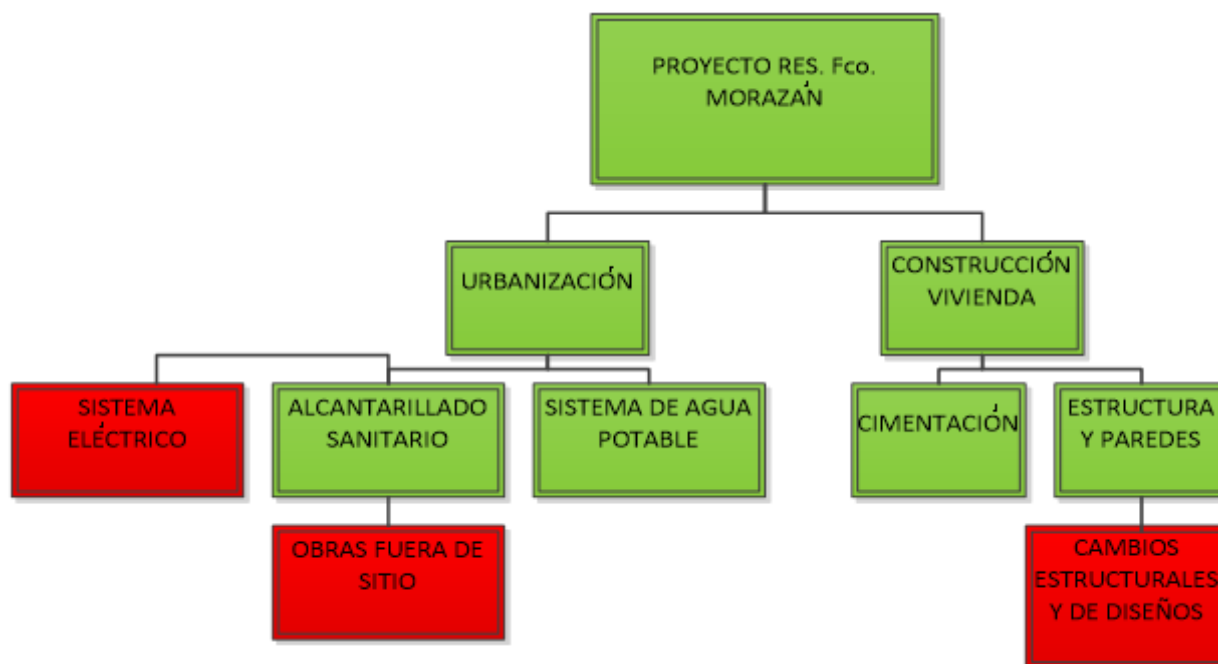 PROYECTO RES. Fco.
MORAZÁN
URBANIZACIÓN
CONSTRUCCIÓN
VIVIENDA
SISTEMA
ELÉCTRICO
ALCANTARILLADO
SANITARIO
SISTEMA DE AGUA
POTABLE
CIMENTACIÓN
ESTRUCTURA
Y PAREDES
OBRAS FUERA DE
SITIO
CAMBIOS
ESTRUCTURALES
Y DE DISEÑOS